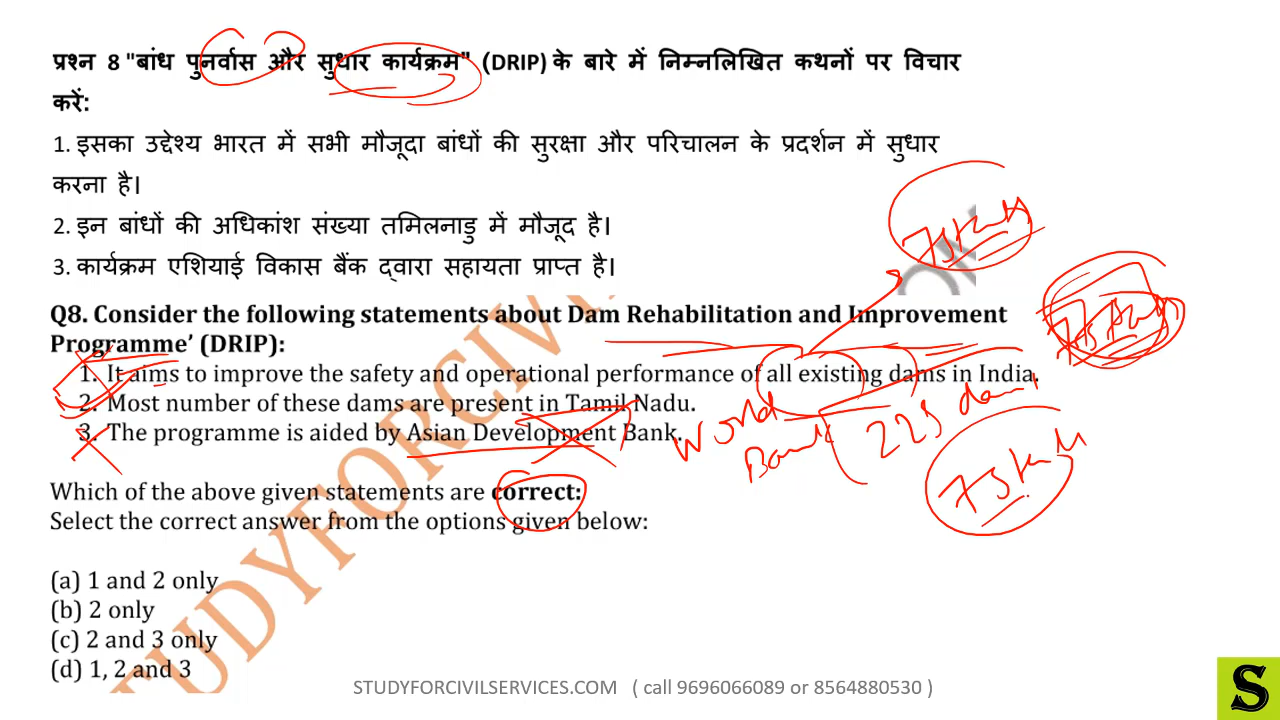 प्रश्न 8 "बांध पुनर्वास और सुधार कार्यक्रम" (DRIP) के बारे में निम्नलिखित कथनों पर विचार
करें:
1. इसका उद्देश्य भारत में सभी मौजूदा बांधों की सुरक्षा और परिचालन के प्रदर्शन में सुधार
करना है।
2. इन बांधों की अधिकांश संख्या तमिलनाडु में मौजूद है।
3. कार्यक्रम एशियाई विकास बैंक द्वारा सहायता प्राप्त है।
Q8. Consider the following statements about Dam Rehabilitation and Improvement
Programme’ (DRIP):
1. It aims to improve the safety and operational performance of all existing dams in India.
2. Most number of these dams are present in Tamil Nadu.
3. The programme is aided by Asian Development Bank.
World
Bank
Which of the above given statements are correct:
Select the correct answer from the options given below:
(a) 1 and 2 only
(b) 2 only
(c) 2 and 3 only
(d) 1, 2 and 3
STUDYFORCIVILSERVICES.COM ( call 9696066089 or 8564880530 )
S